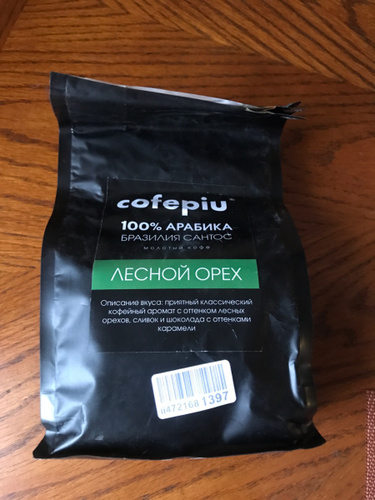 cofepiu
100% АРАБИКА
БРАЗИЛИЯ САНТОС
молотый кофе
ЛЕСНОЙ ОРЕХ
Описание вкуса: приятный классический
кофейный аромат с оттенком лесных
орехов, сливок и шоколада с оттенками
карамели
1397